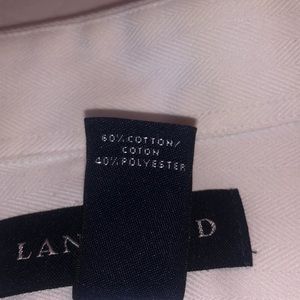 60% COTTON/
COTON
40% POLYESTER
LAN D